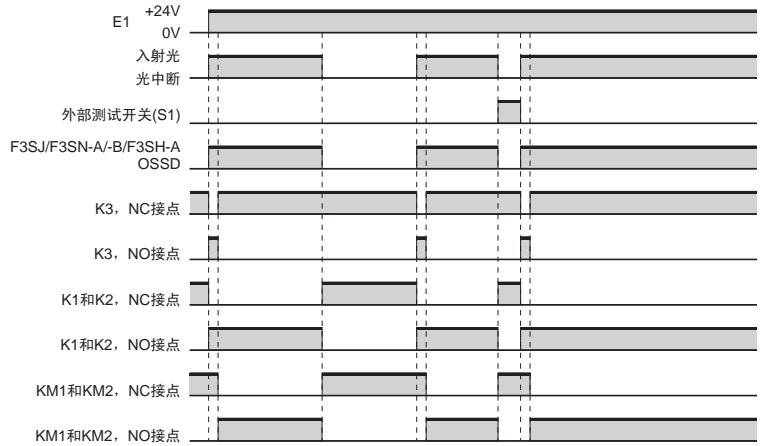 +24V
E1
0V
入射光
光中断
外部测试开关(S1)
F3SJ/F3SN-A/-B/F3SH-A
OSSD
K3，NC接点
K3，NO接点
K1和K2，NC接点
K1和K2，NO接点
KM1和KM2，NC接点
KM1和KM2，NO接点